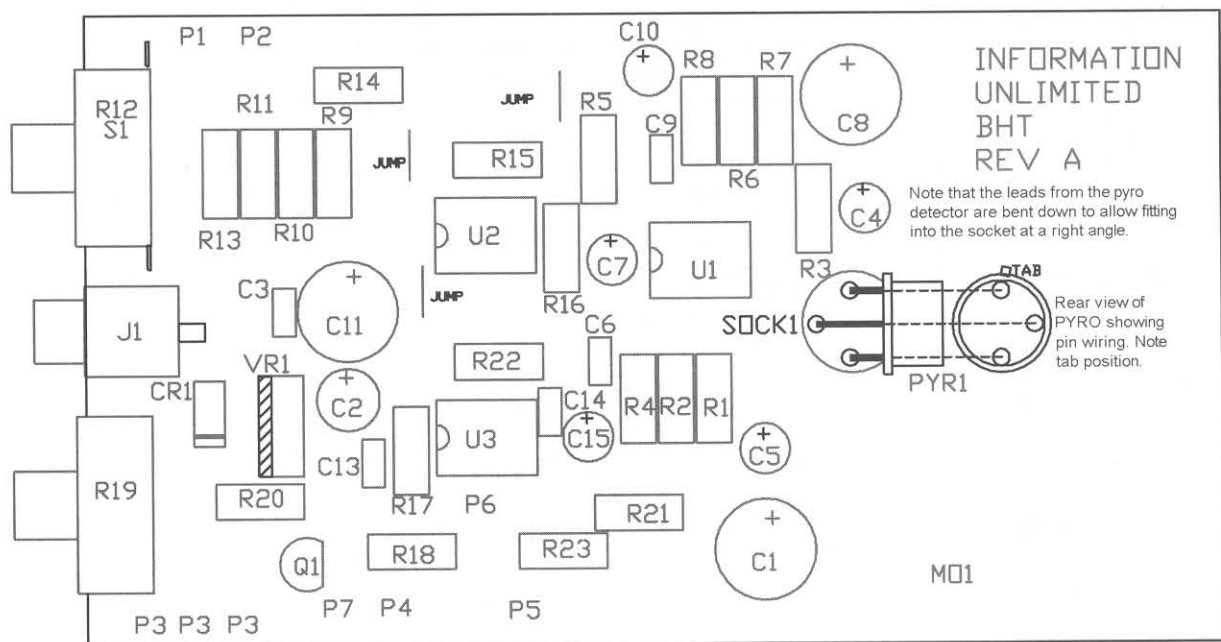 P1 P2
C10
R8 R7
INFORMATION
UNLIMITED
BHT
REV A
R12
S1
R11
R14
R9
JUMP
R5
C9
C8
JUMP
R15
R6
Note that the leads from the pyro
detector are bent down to allow fitting
into the socket at a right angle.
C4
R13 R10
U2
C7
U1
R3
C3
C11
JUMP
R16
TAB
J1
C6
SOCK1
Rear view of
PYRO showing
pin wiring. Note
tab position.
VR1
R22
PYR1
CR1
C2
C14
R4 R2 R1
U3
C15
C5
C13
R19
R20
R17
P6
R21
Q1
R18
R23
C1
MO1
P7 P4 P5
P3 P3 P3